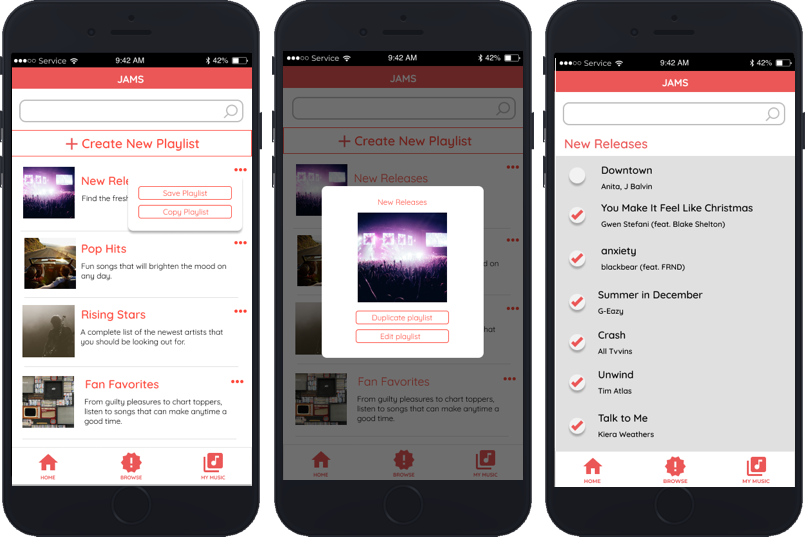 ●●●○○ Service 9:42 AM 42%
JAMS
+ Create New Playlist
New Rele
Find the fresh
Save Playlist
Copy Playlist
Pop Hits
Fun songs that will brighten the mood on
any day.
Rising Stars
A complete list of the newest artists that
you should be looking out for.
Fan Favorites
From guilty pleasures to chart toppers,
listen to songs that can make anytime a
good time.
HOME BROWSE MY MUSIC
●●●○○ Service 9:42 AM 42%
JAMS
+ Create New Playlist
New Releases
New Releases
Duplicate playlist
Edit playlist
d on
hat
Fan Favorites
From guilty pleasures to chart toppers,
listen to songs that can make anytime a
good time.
HOME BROWSE MY MUSIC
●●●○○ Service 9:42 AM 42%
JAMS
New Releases
Downtown
Anita, J Balvin
You Make It Feel Like Christmas
Gwen Stefani (feat. Blake Shelton)
anxiety
blackbear (feat. FRND)
Summer in December
G-Eazy
Crash
All Tvvins
Unwind
Tim Atlas
Talk to Me
Kiera Weathers
HOME BROWSE MY MUSIC